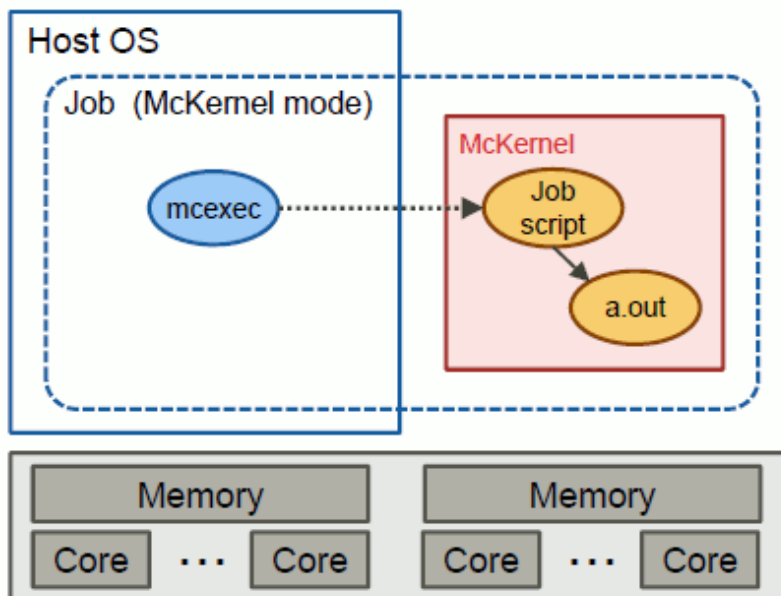 Host OS
Job (McKernel mode)
McKernel
mcexec
Job
script
a.out
Memory
Memory
Core ... Core
Core ... Core